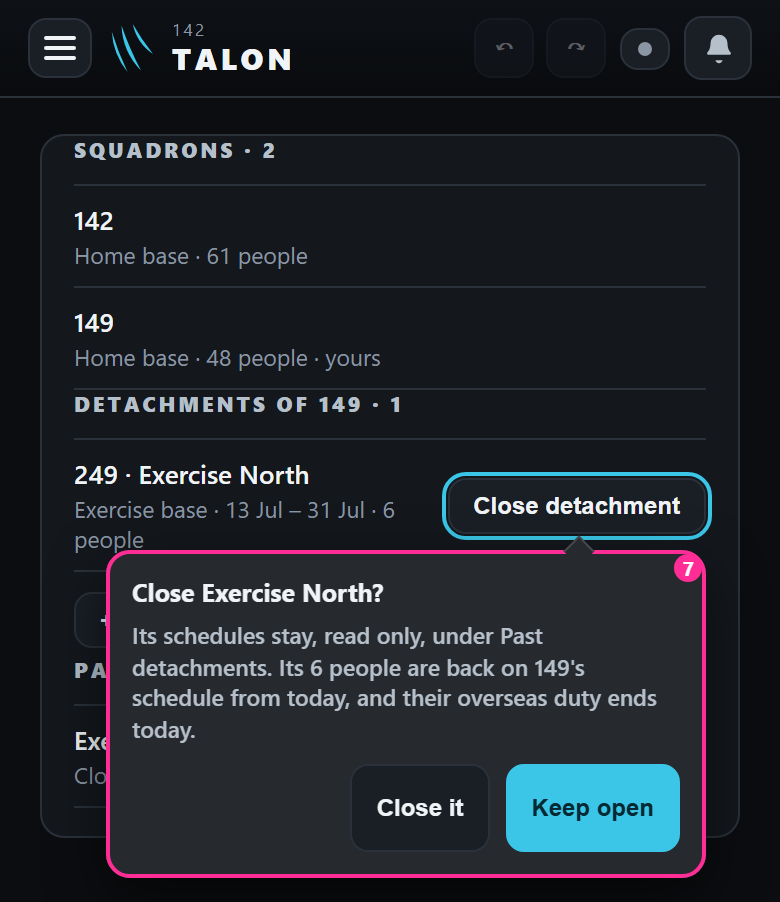 142
TALON
SQUADRONS · 2
142
Home base · 61 people
149
Home base · 48 people · yours
DETACHMENTS OF 149 · 1
249 · Exercise North
Exercise base · 13 Jul – 31 Jul · 6
people
Close detachment
7
Close Exercise North?
Its schedules stay, read only, under Past
detachments. Its 6 people are back on 149's
schedule from today, and their overseas duty ends
today.
Close it
Keep open